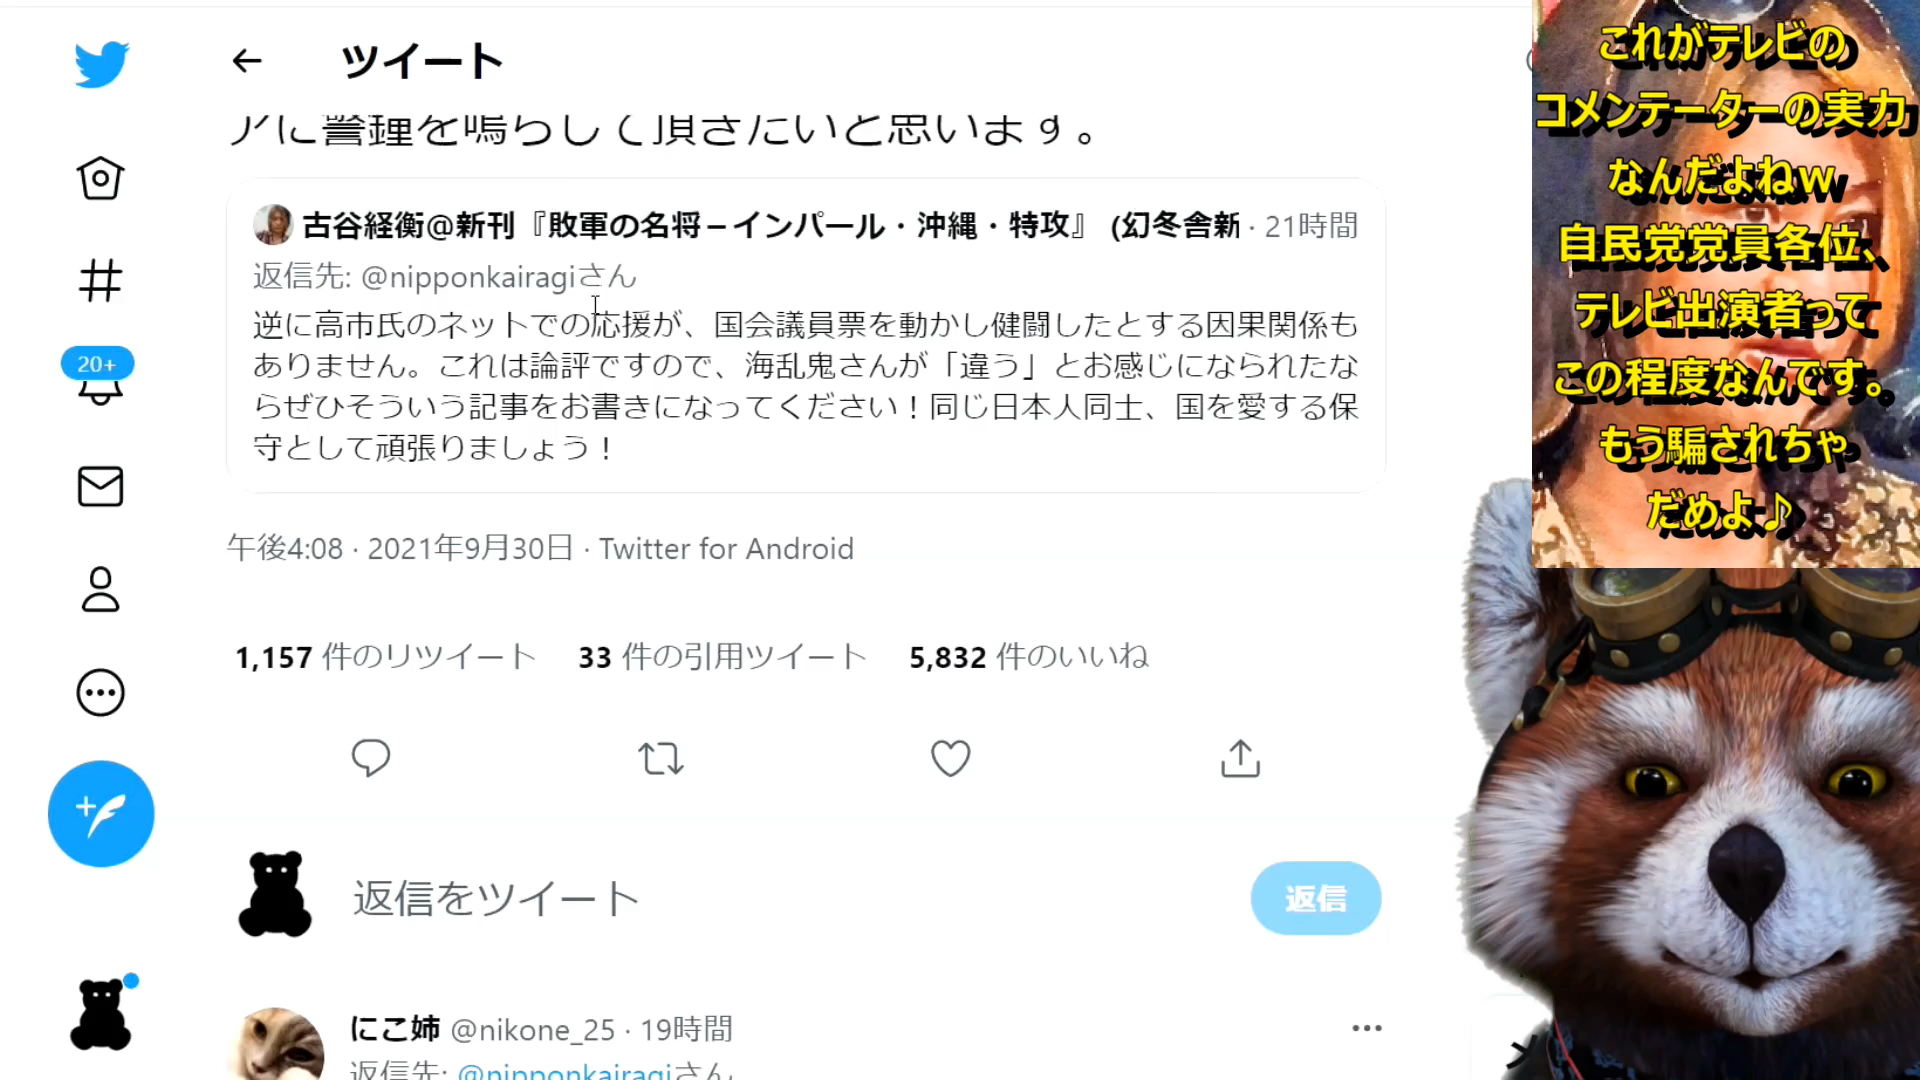 ツイート
アに警鐘を鳴らして頂きたいと思います。
古谷経衡@新刊『敗軍の名将－インパール・沖縄・特攻』 (幻冬舎新 · 21時間
返信先: @nipponkairagiさん
逆に高市氏のネットでの応援が、国会議員票を動かし健闘したとする因果関係も
ありません。これは論評ですので、海乱鬼さんが「違う」とお感じになられたな
らぜひそういう記事をお書きになってください！同じ日本人同士、国を愛する保
守として頑張りましょう！
午後4:08 · 2021年9月30日 · Twitter for Android
1,157 件のリツイート 33 件の引用ツイート 5,832 件のいいね
返信をツイート
返信
にこ姉 @nikone_25 · 19時間
返信先: @nipponkairagiさん
20+
これがテレビの
コメンテーターの実力
なんだよねw
自民党党員各位、
テレビ出演者って
この程度なんです。
もう騙されちゃ
だめよ♪